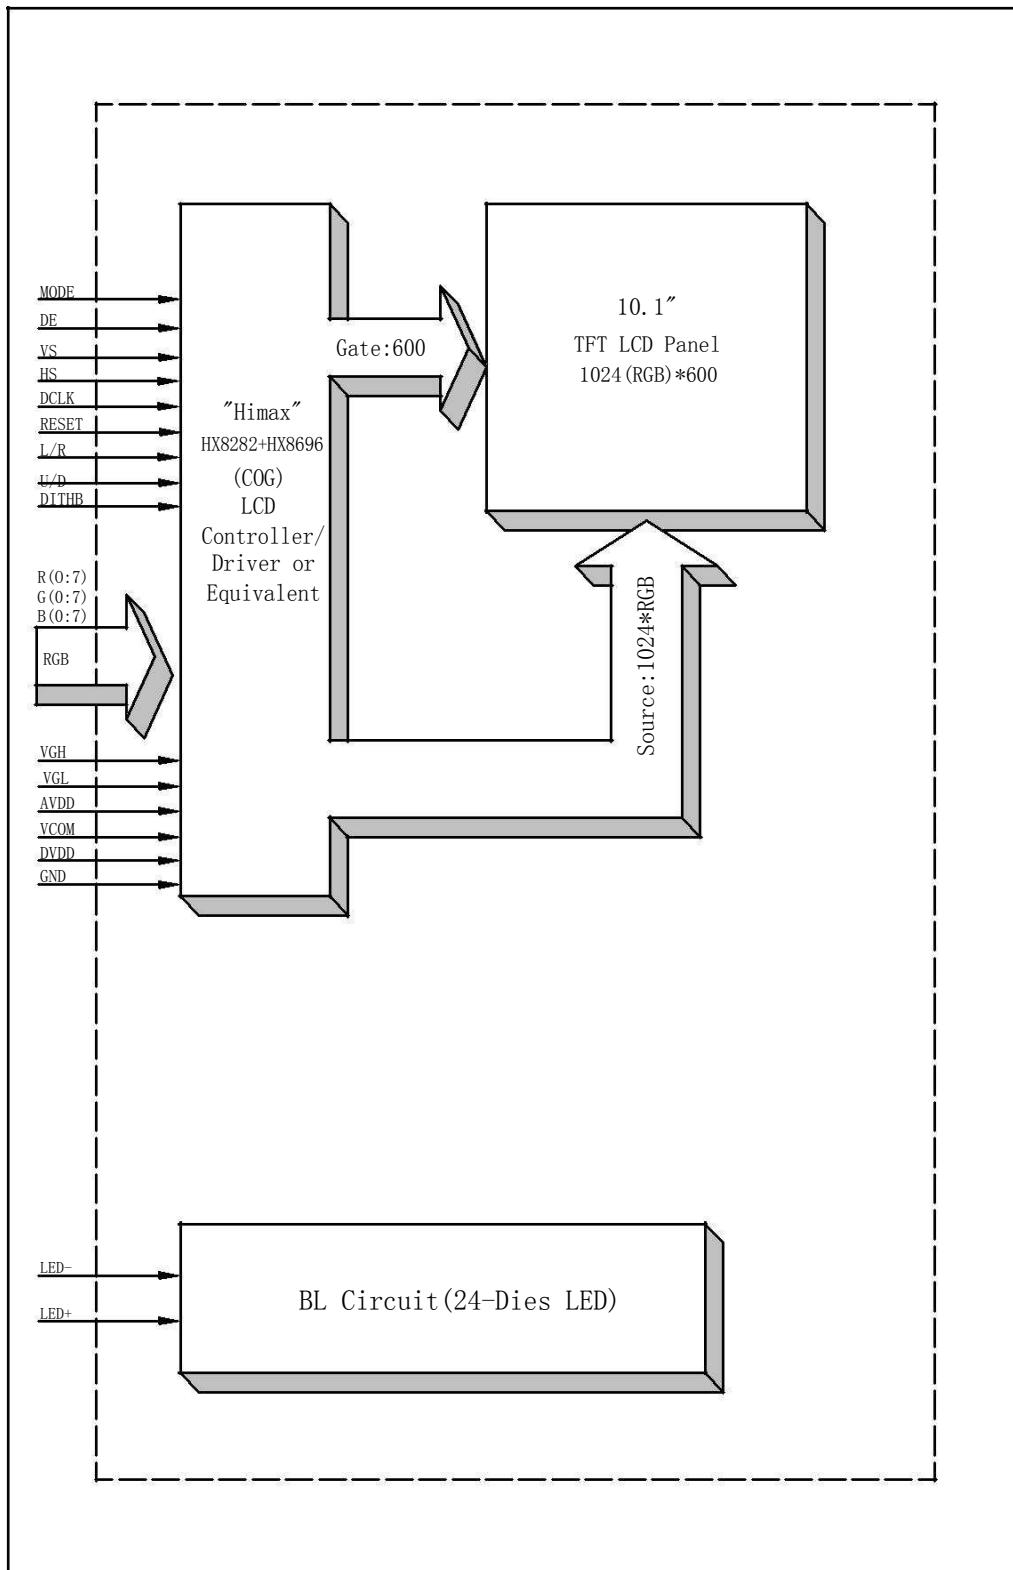 MODE
DE
VS
HS
DCLK
RESET
L/R
U/D
DITHB
R(0:7)
G(0:7)
B(0:7)
RGB
VGH
VGL
AVDD
VCOM
DVDD
GND
"Himax"
HX8282+HX8696
(COG)
LCD
Controller/
Driver or
Equivalent
Gate:600
10.1"
TFT LCD Panel
1024(RGB)*600
Source:1024*RGB
LED-
LED+
BL Circuit(24-Dies LED)